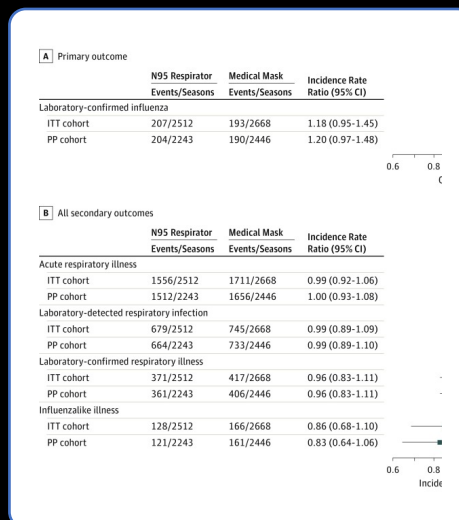 A Primary outcome
N95 Respirator Medical Mask Incidence Rate
Events/Seasons Events/Seasons Ratio (95% CI)
Laboratory-confirmed influenza
ITT cohort 207/2512 193/2668 1.18 (0.95-1.45)
PP cohort 204/2243 190/2446 1.20 (0.97-1.48)
0.6 0.8
B All secondary outcomes
N95 Respirator Medical Mask Incidence Rate
Events/Seasons Events/Seasons Ratio (95% CI)
Acute respiratory illness
ITT cohort 1556/2512 1711/2668 0.99 (0.92-1.06)
PP cohort 1512/2243 1656/2446 1.00 (0.93-1.08)
Laboratory-detected respiratory infection
ITT cohort 679/2512 745/2668 0.99 (0.89-1.09)
PP cohort 664/2243 733/2446 0.99 (0.89-1.10)
Laboratory-confirmed respiratory illness
ITT cohort 371/2512 417/2668 0.96 (0.83-1.11)
PP cohort 361/2243 406/2446 0.96 (0.83-1.11)
Influenzalike illness
ITT cohort 128/2512 166/2668 0.86 (0.68-1.10)
PP cohort 121/2243 161/2446 0.83 (0.64-1.06)
0.6 0.8
Incide